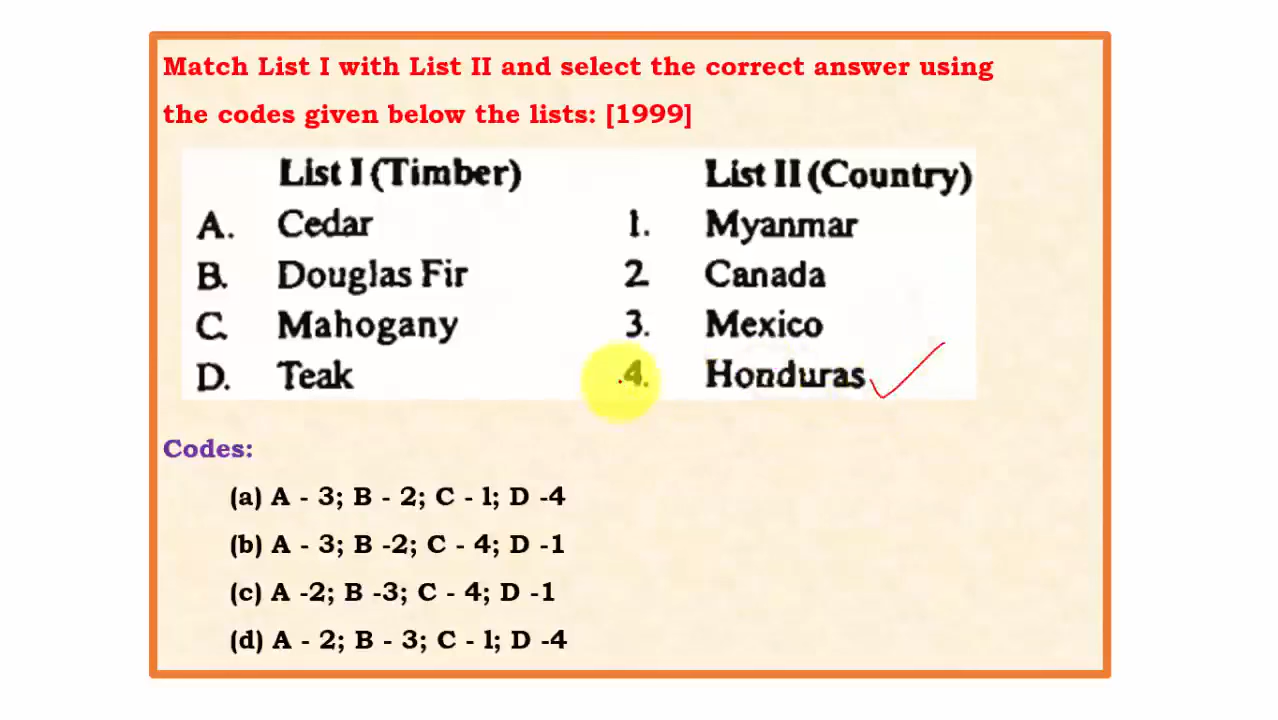 Match List I with List II and select the correct answer using
the codes given below the lists: [1999]
List I (Timber) List II (Country)
A. Cedar 1. Myanmar
B. Douglas Fir 2 Canada
C. Mahogany 3. Mexico
D. Teak 4. Honduras
Codes:
(a) A - 3; B - 2; C - 1; D -4
(b) A - 3; B -2; C - 4; D -1
(c) A -2; B -3; C - 4; D -1
(d) A - 2; B - 3; C - 1; D -4